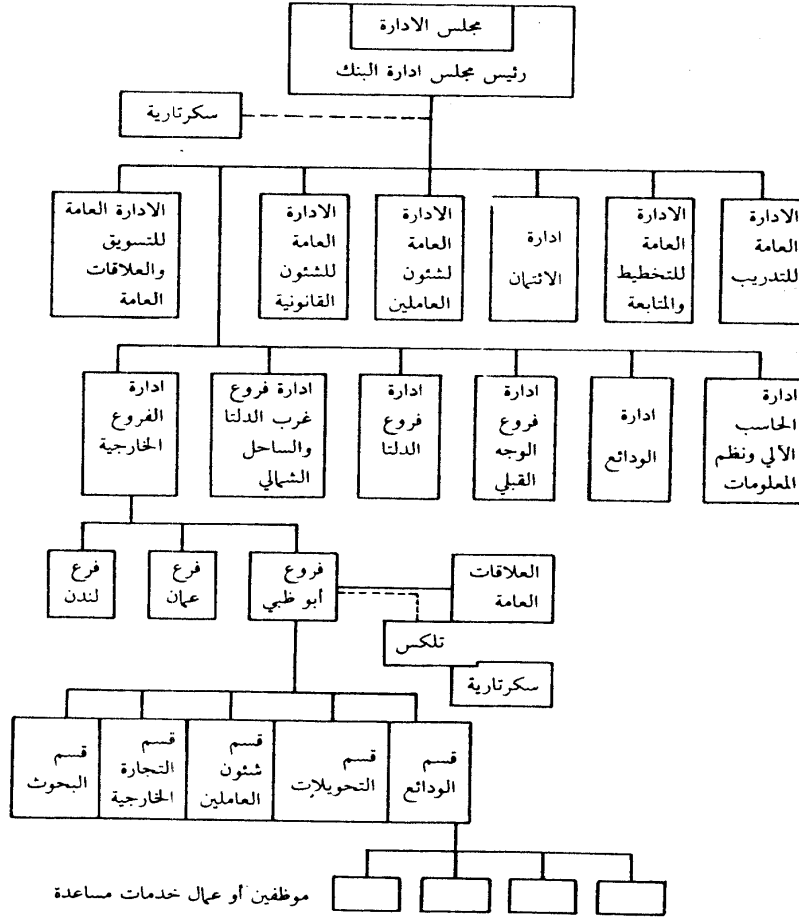 مجلس الادارة
رئيس مجلس ادارة البنك
سكرتارية
الادارة
العامة
للتدريب
الادارة
العامة
للتخطيط
والمتابعة
ادارة
الائتمان
الادارة
العامة
لشئون
العاملين
الادارة
العامة
للشئون
القانونية
الادارة العامة
للتسويق
والعلاقات
العامة
ادارة
الحاسب
الآلي ونظم
المعلومات
ادارة
الودائع
ادارة
فروع
الوجه
القبلي
ادارة
فروع
الدلتا
ادارة فروع
غرب الدلتا
والساحل
الشمالي
ادارة
الفروع
الخارجية
فروع
أبو ظبي
فرع
عمان
فرع
لندن
العلاقات
العامة
تلكس
سكرتارية
قسم
الودائع
قسم
التحويلات
قسم
شئون
العاملين
قسم
التجارة
الخارجية
قسم
البحوث
موظفين أو عمال خدمات مساعدة